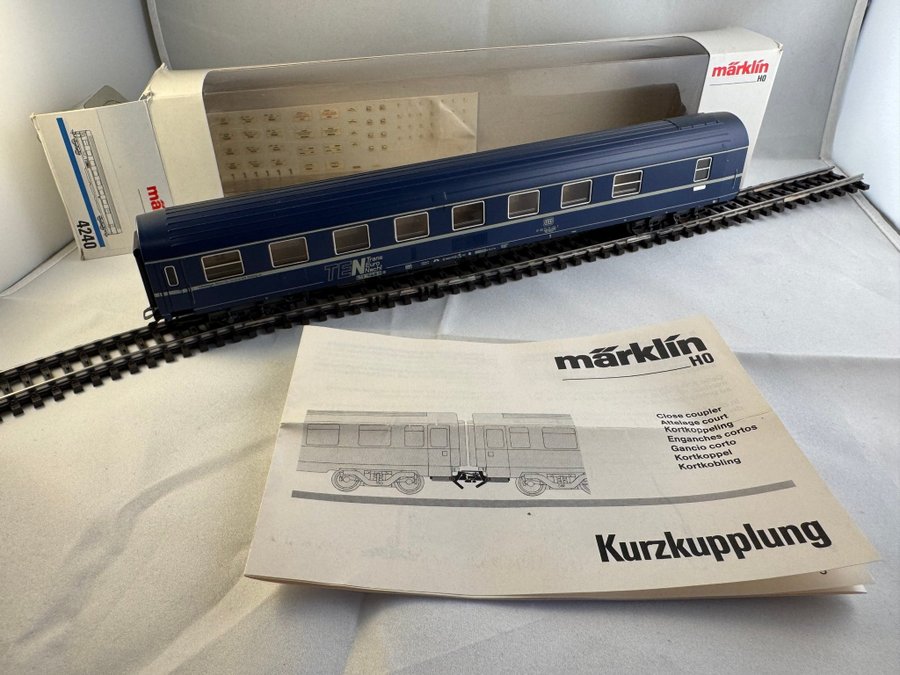 märklin
HO
märklin
4240
TEN Trans
Euro
Nacht
märklin
HO
Close coupler
Attelage court
Kortkoppeling
Enganches cortos
Gancio corto
Kortkoppel
Kortkobling
Kurzkupplung